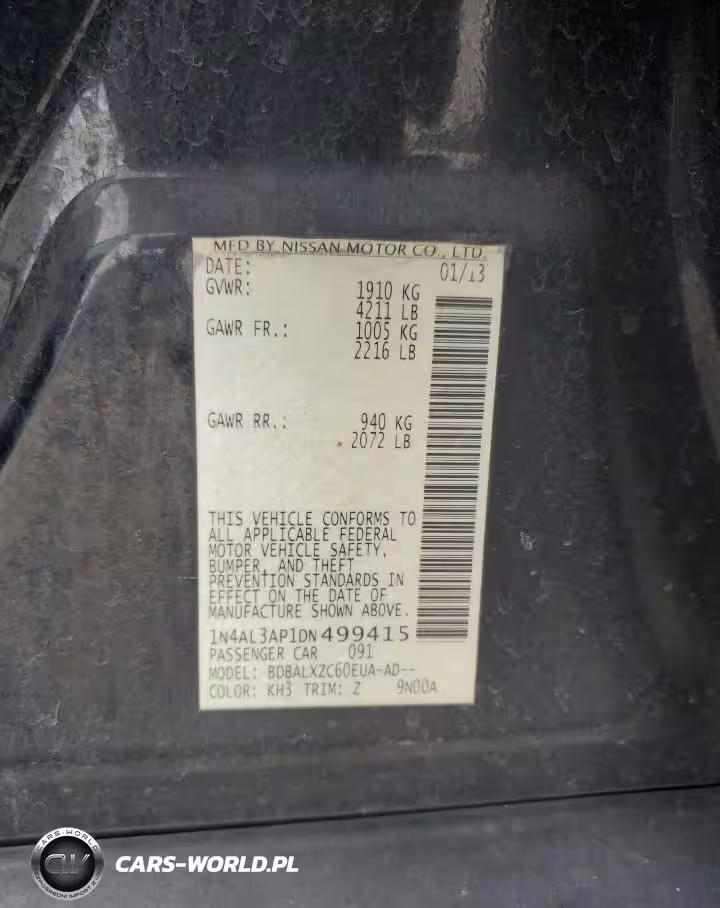 MFD BY NISSAN MOTOR CO., LTD.
DATE: 01/13
GVWR: 1910 KG
4211 LB
GAWR FR.: 1005 KG
2216 LB
GAWR RR.: 940 KG
2072 LB
THIS VEHICLE CONFORMS TO
ALL APPLICABLE FEDERAL
MOTOR VEHICLE SAFETY,
BUMPER, AND THEFT
PREVENTION STANDARDS IN
EFFECT ON THE DATE OF
MANUFACTURE SHOWN ABOVE.
1N4AL3AP1DN499415
PASSENGER CAR 091
MODEL: BDBALXZC60EUA-AD--
COLOR: KH3 TRIM: Z 9N00A
CARS-WORLD
CARS-WORLD.PL